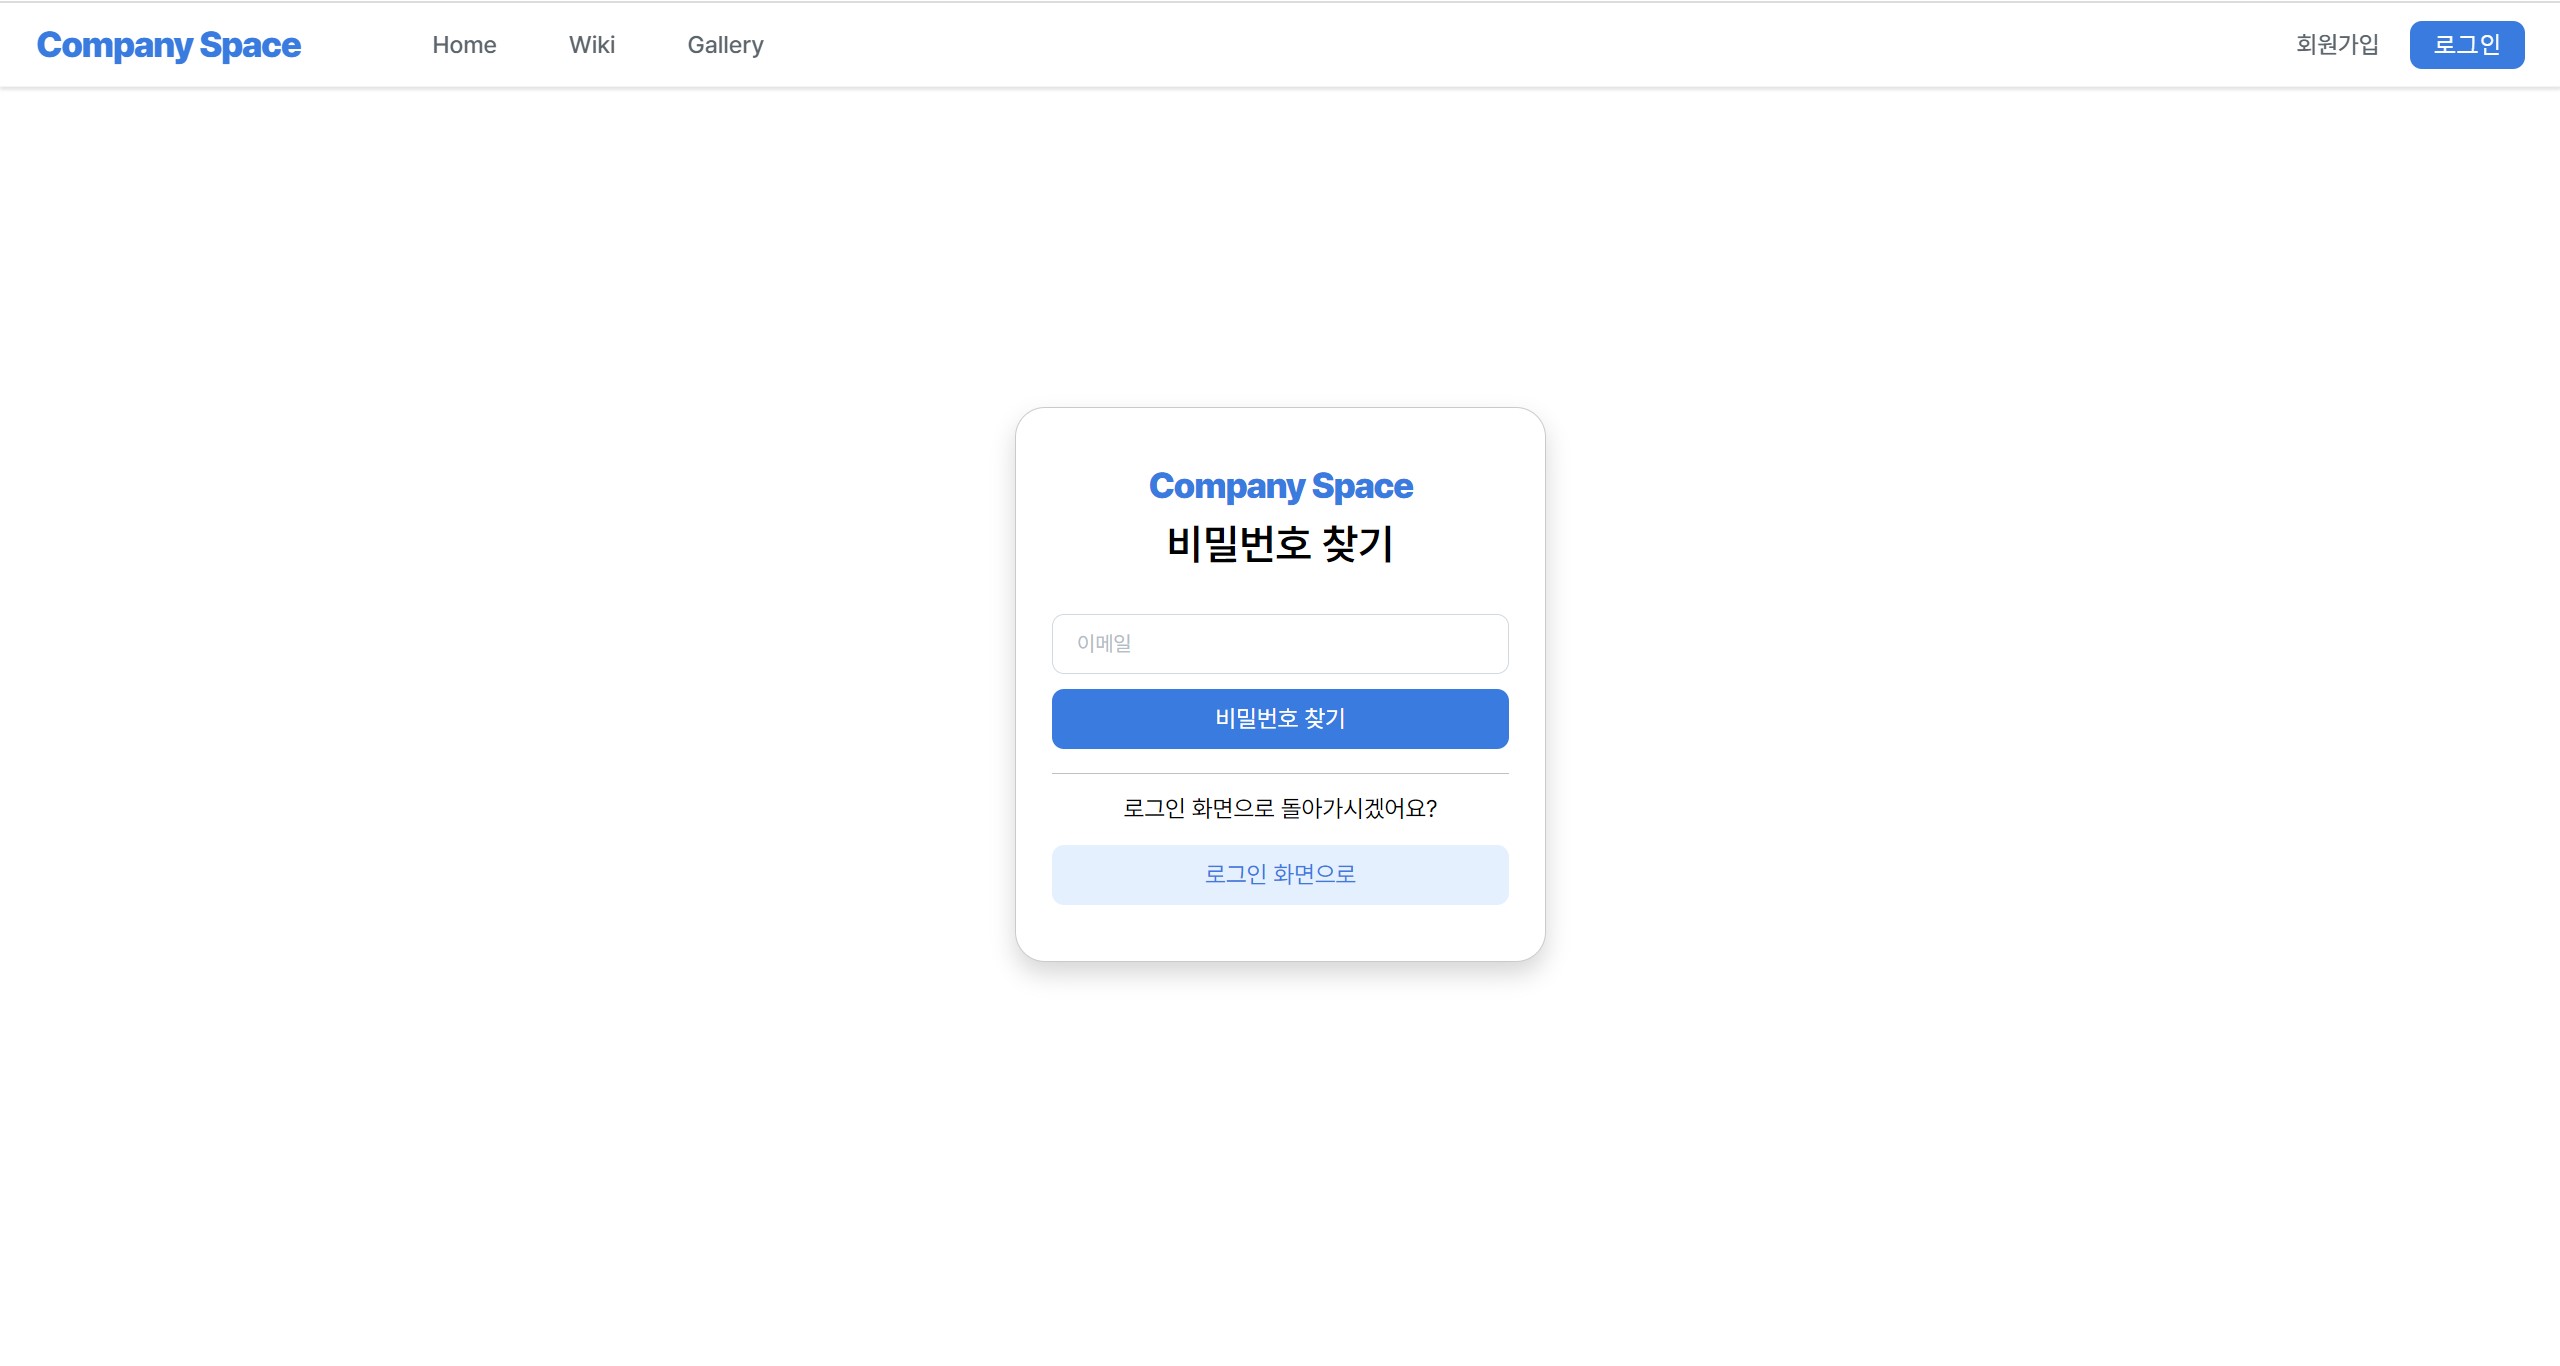 Company Space Home Wiki Gallery 회원가입 로그인
Company Space
비밀번호 찾기
이메일
비밀번호 찾기
로그인 화면으로 돌아가시겠어요?
로그인 화면으로